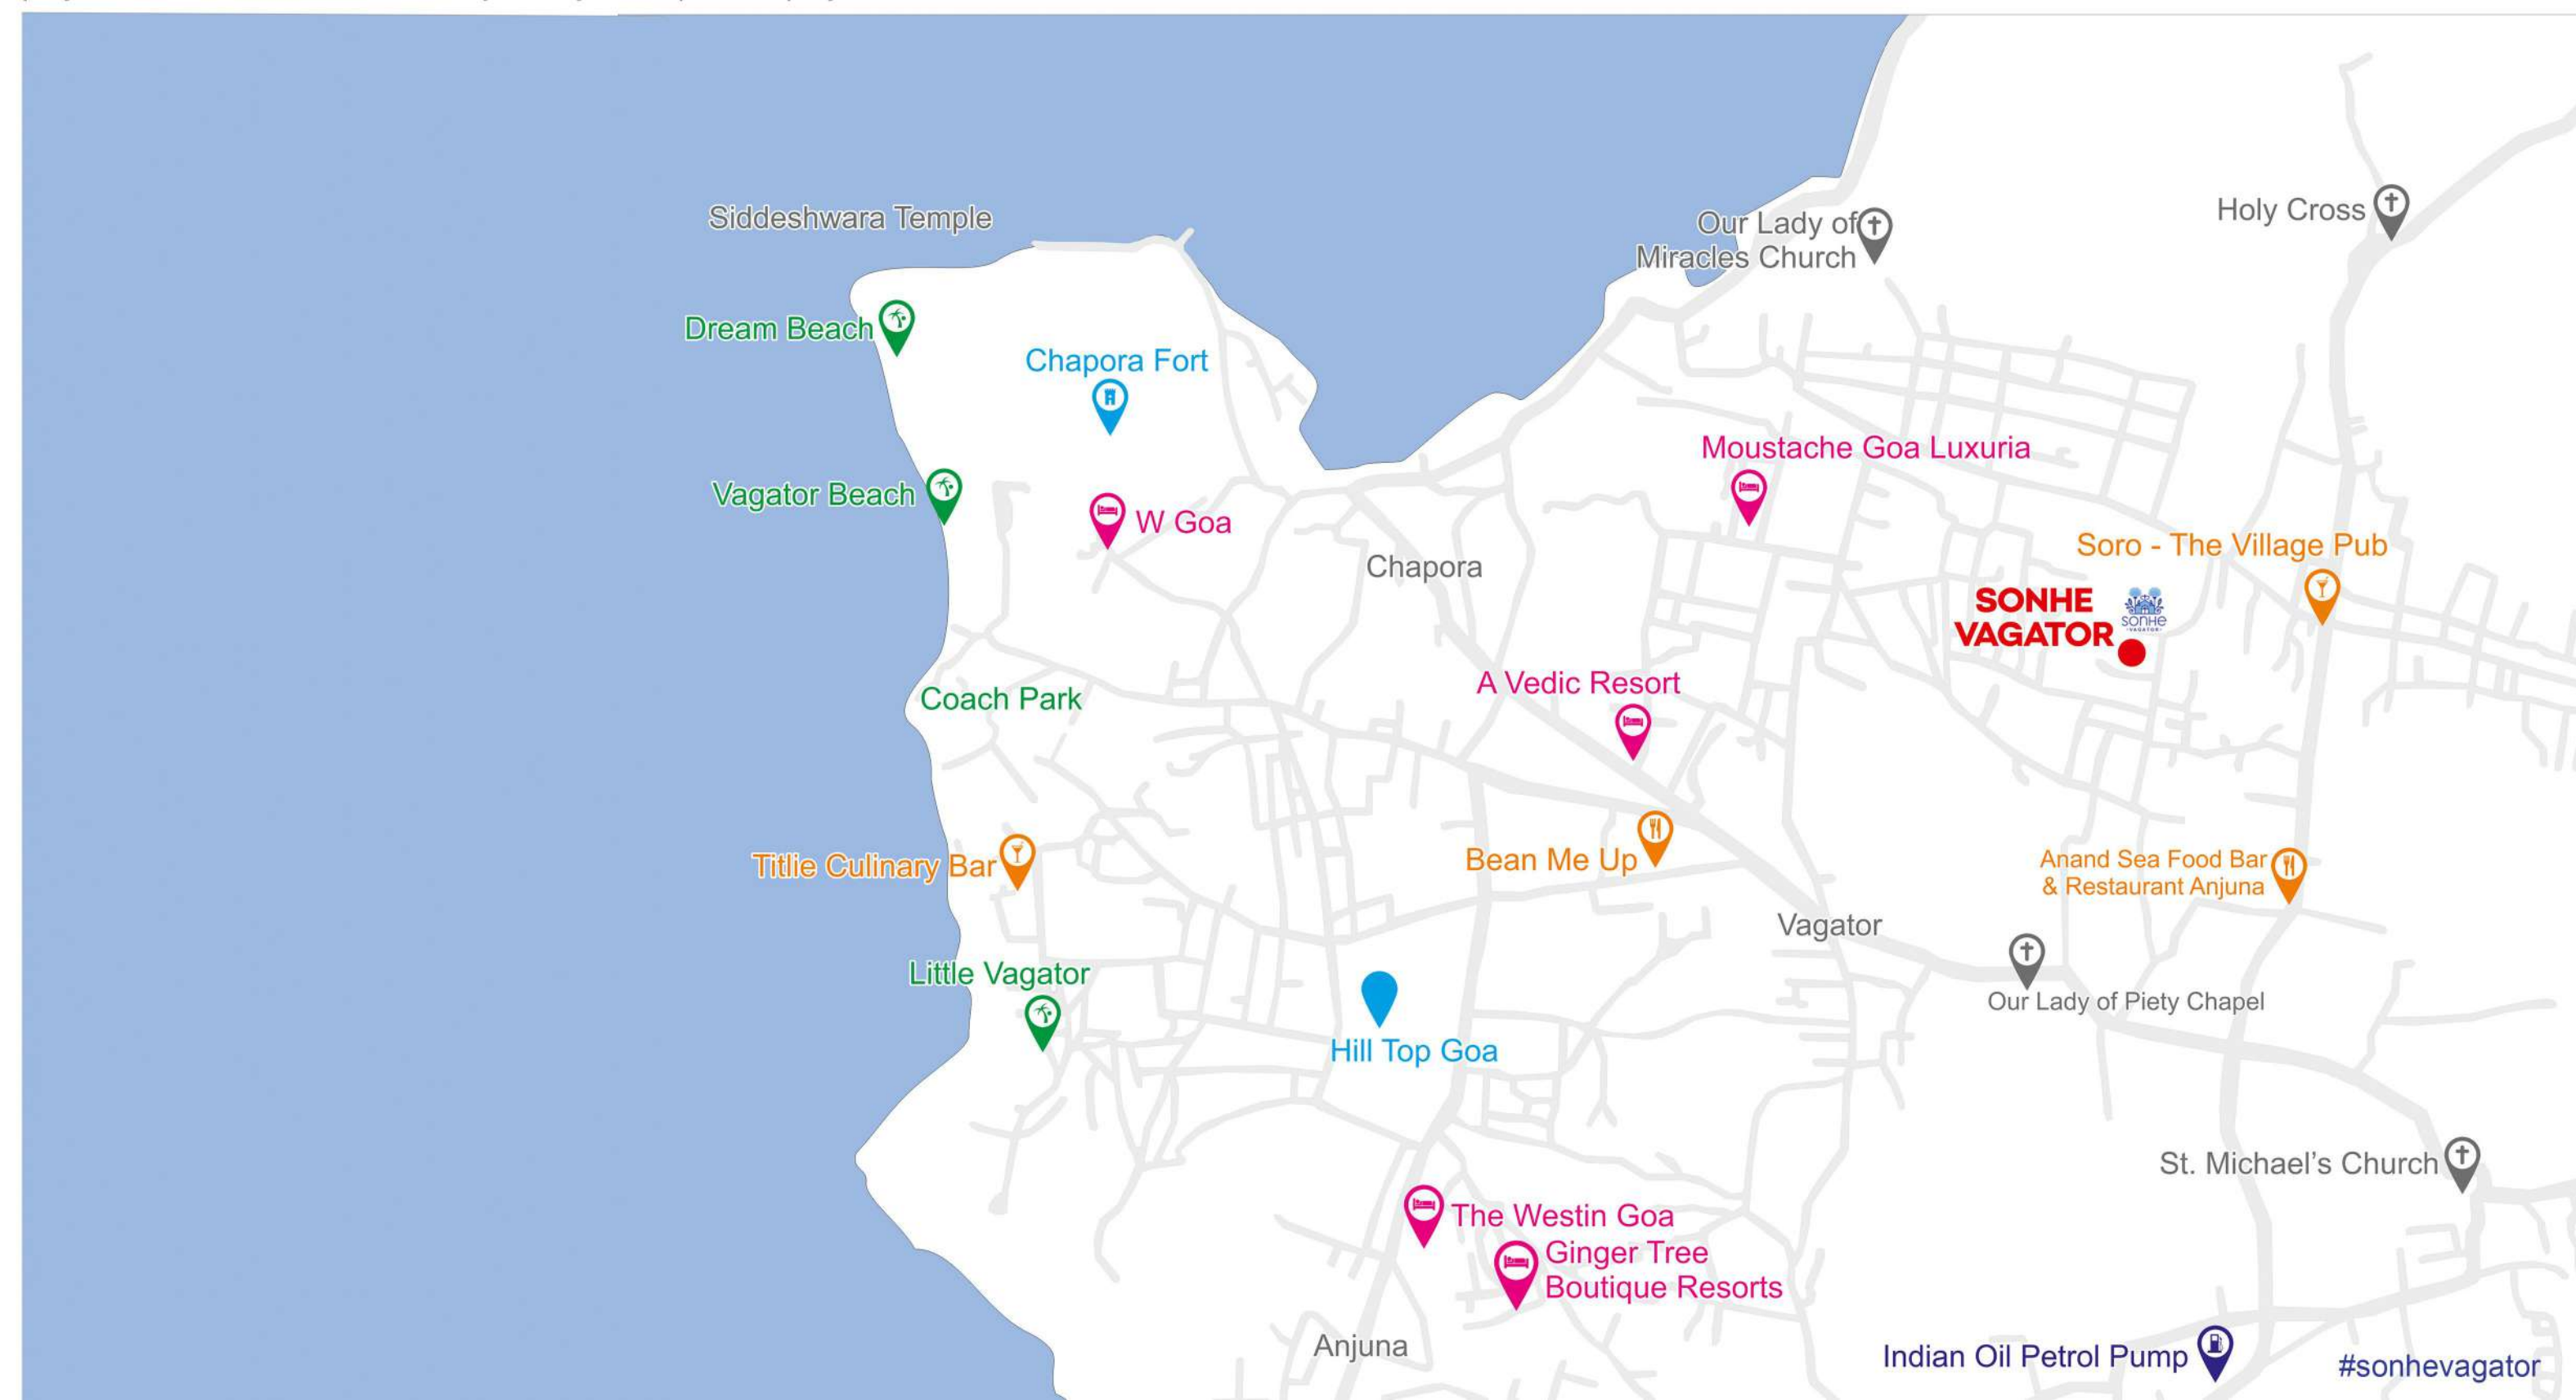 Siddeshwara Temple
Our Lady of
Miracles Church
Holy Cross
Dream Beach
Chapora Fort
Moustache Goa Luxuria
Vagator Beach
W Goa
Chapora
Soro - The Village Pub
SONHE
VAGATOR
SONHE
VAGATOR
A Vedic Resort
Coach Park
Titlie Culinary Bar
Bean Me Up
Anand Sea Food Bar
& Restaurant Anjuna
Vagator
Little Vagator
Our Lady of Piety Chapel
Hill Top Goa
St. Michael's Church
The Westin Goa
Ginger Tree
Boutique Resorts
Anjuna
Indian Oil Petrol Pump
#sonhevagator